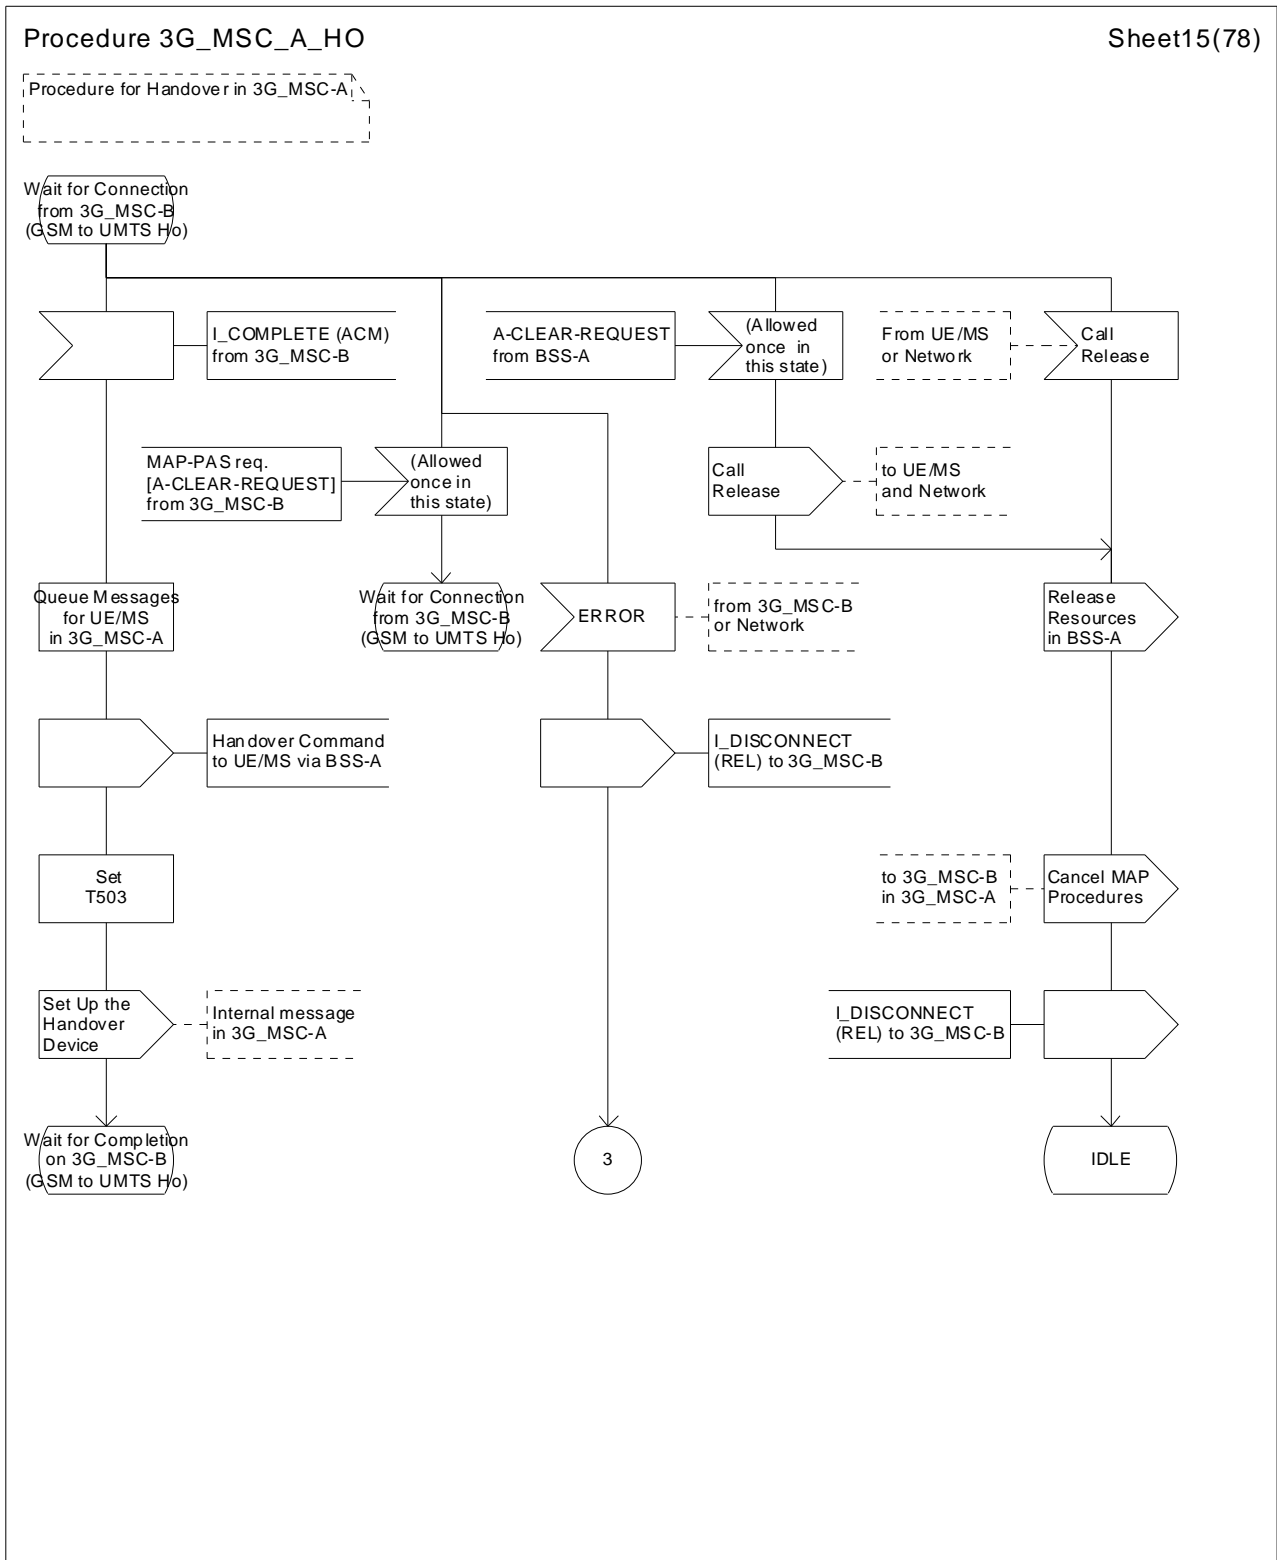 Procedure 3G_MSC_A_HO
Sheet15(78)
Procedure for Handover in 3G_MSC-A
Wait for Connection
from 3G_MSC-B
(GSM to UMTS Ho)
I_COMPLETE (ACM)
from 3G_MSC-B
A-CLEAR-REQUEST
from BSS-A
(Allowed
once in
this state)
From UE/MS
or Network
Call
Release
MAP-PAS req.
[A-CLEAR-REQUEST]
from 3G_MSC-B
(Allowed
once in
this state)
Call
Release
to UE/MS
and Network
Queue Messages
for UE/MS
in 3G_MSC-A
Wait for Connection
from 3G_MSC-B
(GSM to UMTS Ho)
ERROR
from 3G_MSC-B
or Network
Release
Resources
in BSS-A
Handover Command
to UE/MS via BSS-A
I_DISCONNECT
(REL) to 3G_MSC-B
Set
T503
to 3G_MSC-B
in 3G_MSC-A
Cancel MAP
Procedures
Set Up the
Handover
Device
Internal message
in 3G_MSC-A
I_DISCONNECT
(REL) to 3G_MSC-B
Wait for Completion
on 3G_MSC-B
(GSM to UMTS Ho)
3
IDLE